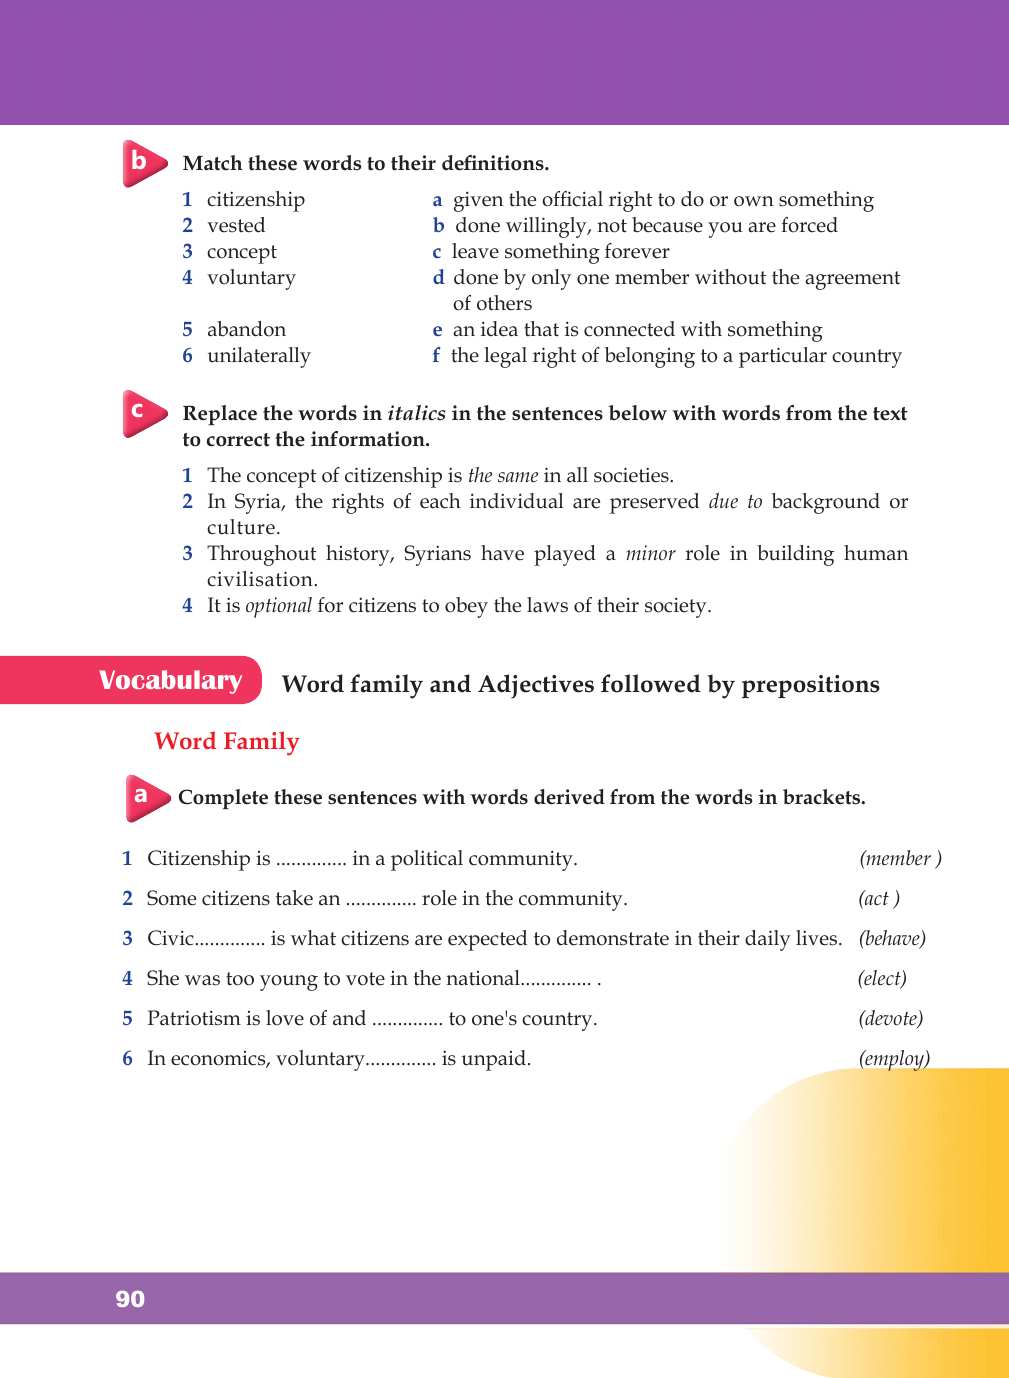 b Match these words to their definitions.
1 citizenship a given the official right to do or own something
2 vested b done willingly, not because you are forced
3 concept c leave something forever
4 voluntary d done by only one member without the agreement
of others
5 abandon e an idea that is connected with something
6 unilaterally f the legal right of belonging to a particular country
c Replace the words in italics in the sentences below with words from the text
to correct the information.
1 The concept of citizenship is the same in all societies.
2 In Syria, the rights of each individual are preserved due to background or
culture.
3 Throughout history, Syrians have played a minor role in building human
civilisation.
4 It is optional for citizens to obey the laws of their society.
Vocabulary Word family and Adjectives followed by prepositions
Word Family
a Complete these sentences with words derived from the words in brackets.
1 Citizenship is .............. in a political community. (member )
2 Some citizens take an .............. role in the community. (act )
3 Civic.............. is what citizens are expected to demonstrate in their daily lives. (behave)
4 She was too young to vote in the national.............. . (elect)
5 Patriotism is love of and .............. to one's country. (devote)
6 In economics, voluntary.............. is unpaid. (employ)
90